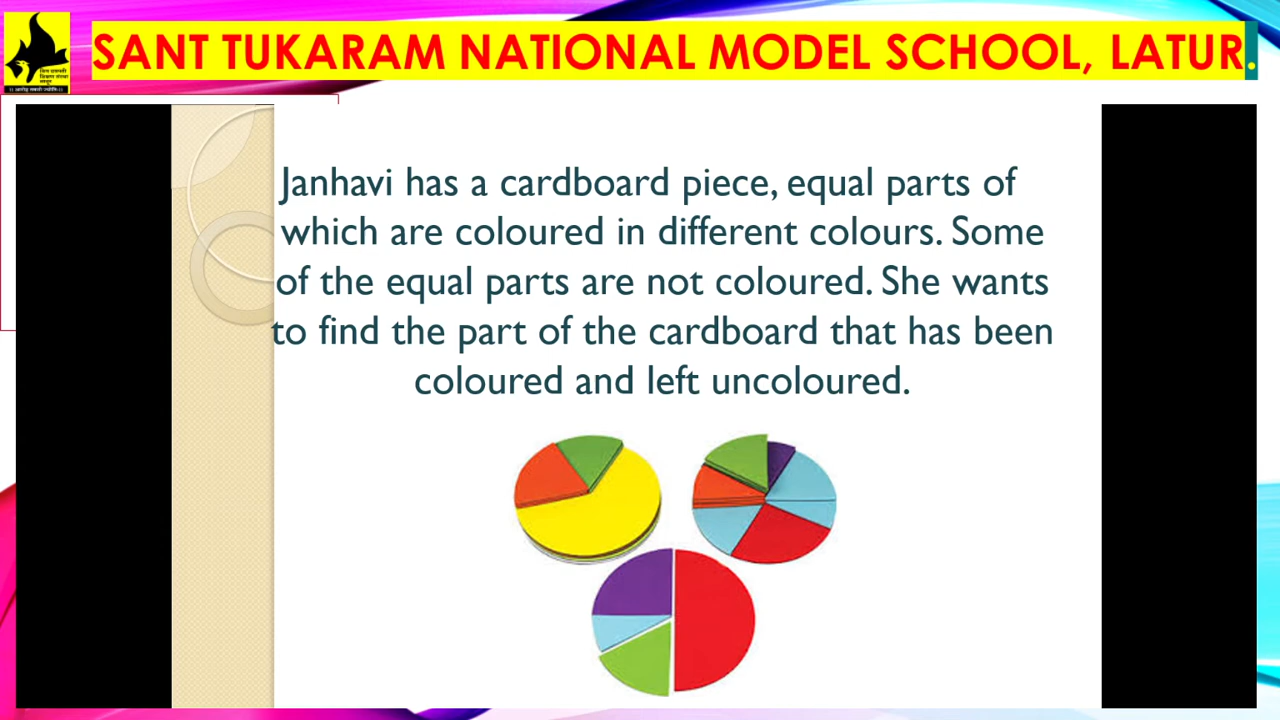 SANT TUKARAM NATIONAL MODEL SCHOOL, LATUR.
Janhavi has a cardboard piece, equal parts of
which are coloured in different colours. Some
of the equal parts are not coloured. She wants
to find the part of the cardboard that has been
coloured and left uncoloured.